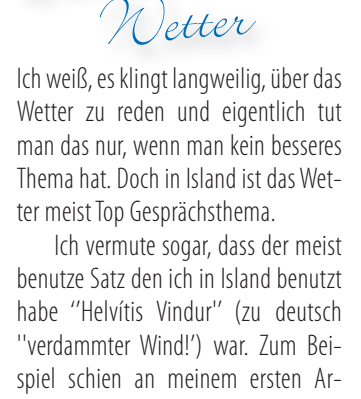 Wetter
Ich weiß, es klingt langweilig, über das
Wetter zu reden und eigentlich tut
man das nur, wenn man kein besseres
Thema hat. Doch in Island ist das Wet-
ter meist Top Gesprächsthema.
Ich vermute sogar, dass der meist
benutze Satz den ich in Island benutzt
habe ‘’Helvítis Vindur'’ (zu deutsch
''verdammter Wind!’) war. Zum Bei-
spiel schien an meinem ersten Ar-